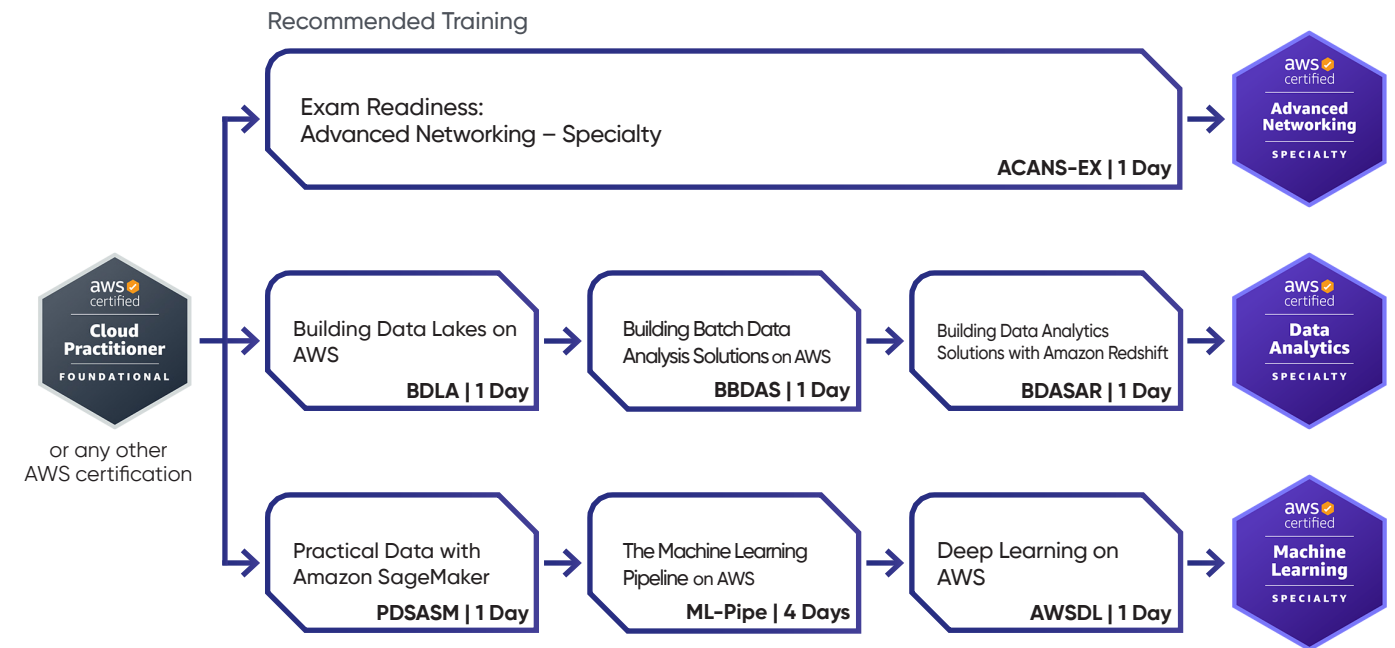 Recommended Training
Exam Readiness:
Advanced Networking – Specialty
ACANS-EX | 1 Day
aws
certified
Advanced
Networking
SPECIALTY
aws
certified
Cloud
Practitioner
FOUNDATIONAL
or any other
AWS certification
Building Data Lakes on
AWS
BDLA | 1 Day
Building Batch Data
Analysis Solutions on AWS
BBDAS | 1 Day
Building Data Analytics
Solutions with Amazon Redshift
BDASAR | 1 Day
aws
certified
Data
Analytics
SPECIALTY
Practical Data with
Amazon SageMaker
PDSASM | 1 Day
The Machine Learning
Pipeline on AWS
ML-Pipe | 4 Days
Deep Learning on
AWS
AWSDL | 1 Day
aws
certified
Machine
Learning
SPECIALTY